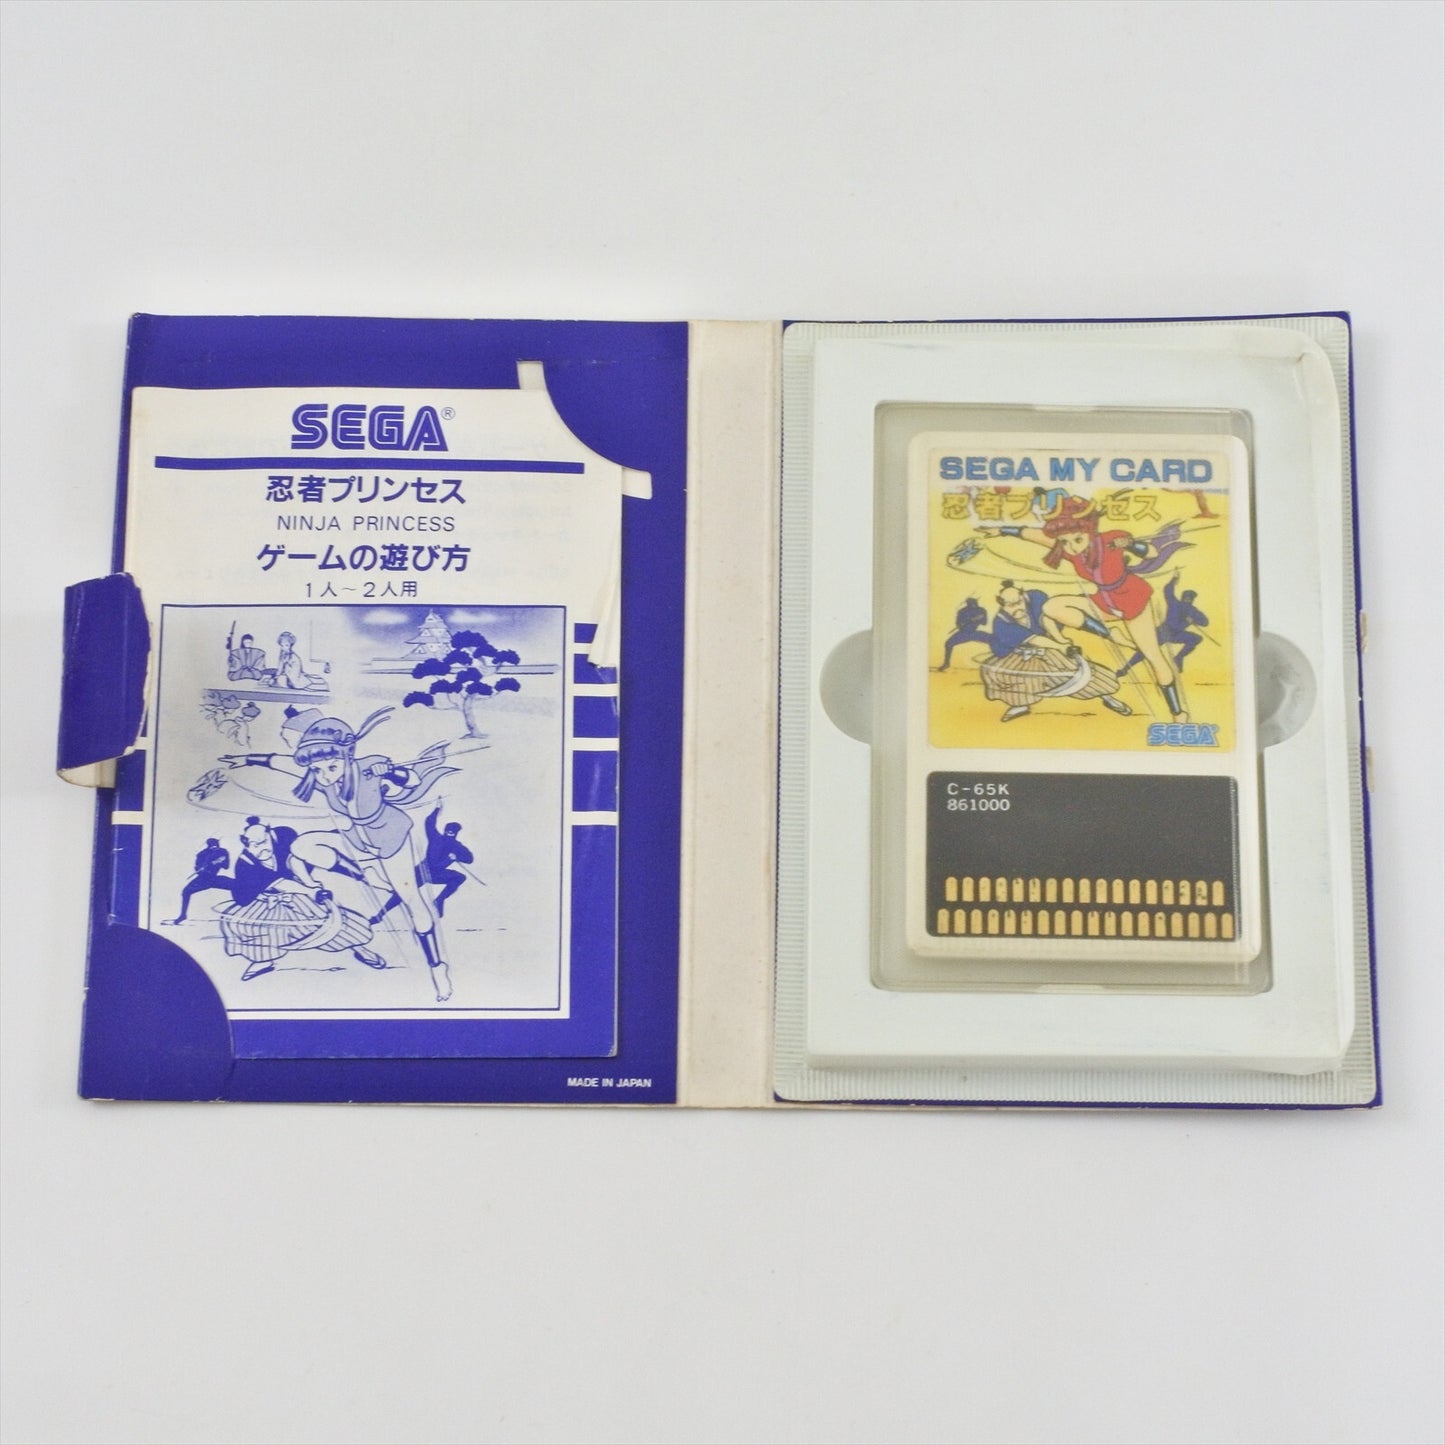 SEGA®
忍者プリンセス
NINJA PRINCESS
ゲームの遊び方
1人~2人用
MADE IN JAPAN
SEGA MY CARD
忍者プリンセス
SEGA
C-65K
861000